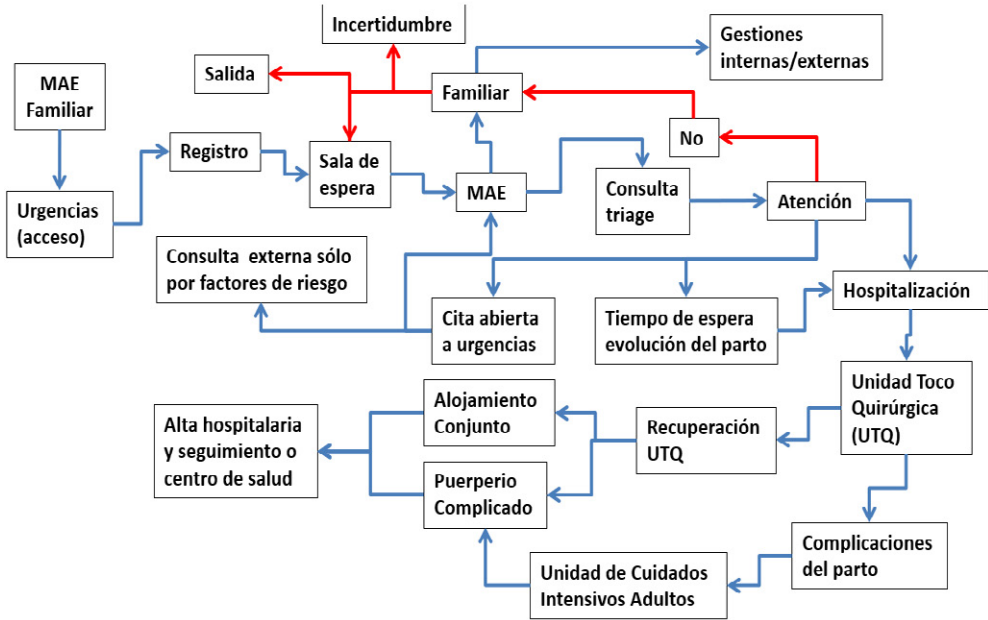 Incertidumbre
Gestiones
internas/externas
Salida
Familiar
MAE
Familiar
No
Registro
Sala de
espera
MAE
Consulta
triage
Atención
Urgencias
(acceso)
Consulta externa sólo
por factores de riesgo
Hospitalización
Cita abierta
a urgencias
Tiempo de espera
evolución del parto
Unidad Toco
Quirúrgica
(UTQ)
Alojamiento
Conjunto
Recuperación
UTQ
Alta hospitalaria
y seguimiento o
centro de salud
Puerperio
Complicado
Complicaciones
del parto
Unidad de Cuidados
Intensivos Adultos